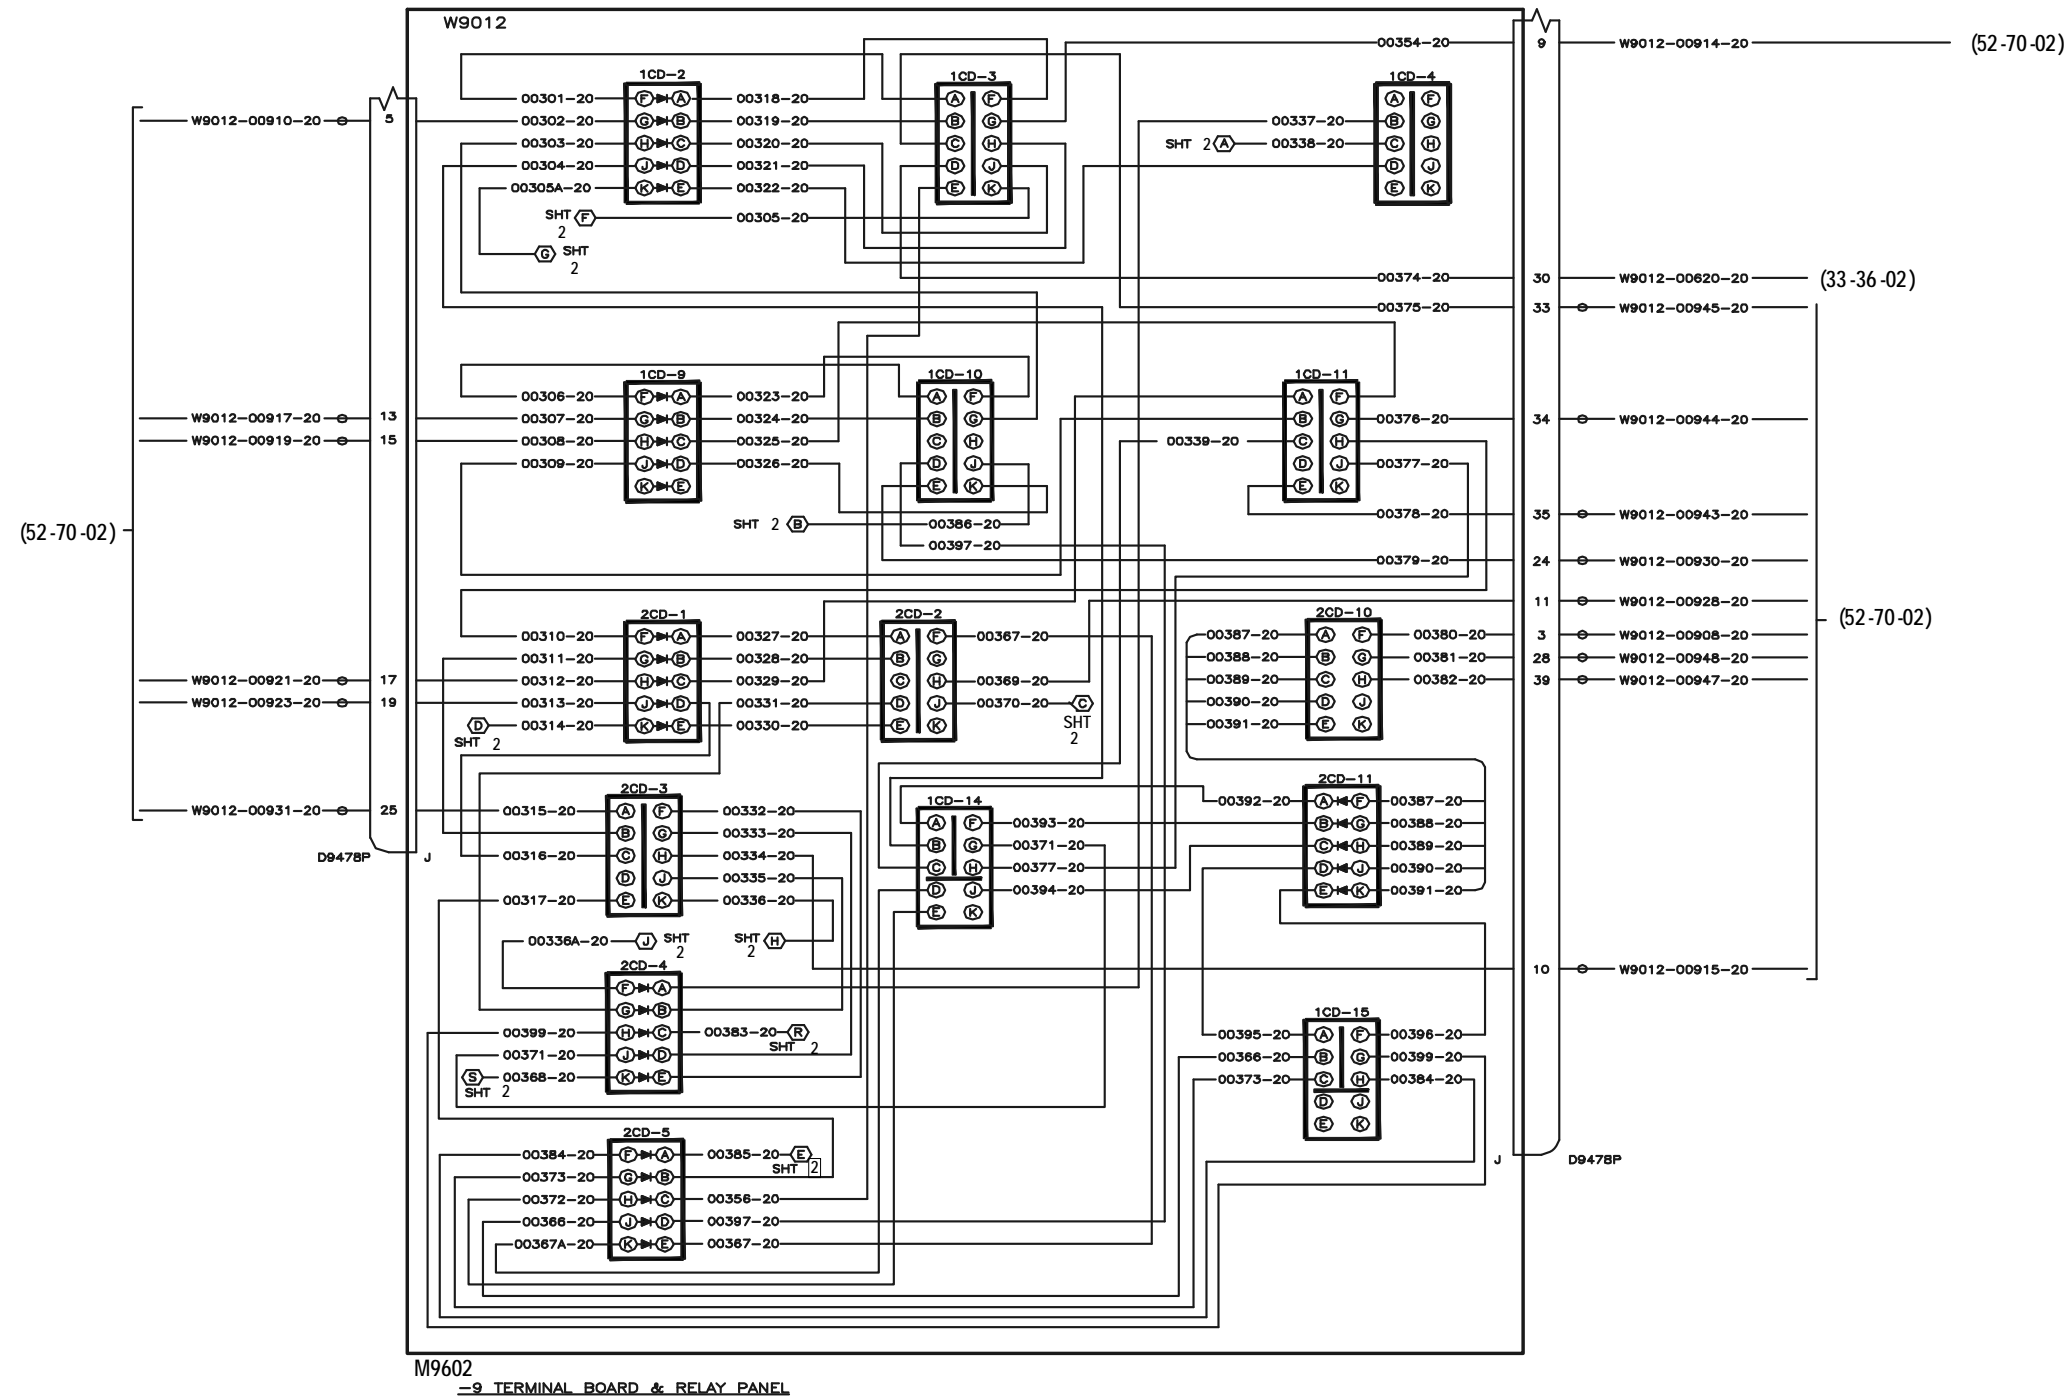 W9012
00354-20 9 W9012-00914-20 (52-70-02)
1CD-2 1CD-3 1CD-4
00301-20 F A 00318-20 A F A F
W9012-00910-20 5 00302-20 G B 00319-20 B G 00337-20 B G
00303-20 H C 00320-20 C H SHT 2 A 00338-20 C H
00304-20 J D 00321-20 D J D J
00305A-20 K E 00322-20 E K E K
SHT 2 F 00305-20
G SHT 2
00374-20 30 W9012-00620-20 (33-36-02)
00375-20 33 W9012-00945-20
1CD-9 1CD-10 1CD-11
00306-20 F A 00323-20 A F A F
W9012-00917-20 13 00307-20 G B 00324-20 B G B G 00376-20 34 W9012-00944-20
W9012-00919-20 15 00308-20 H C 00325-20 C H 00339-20 C H
00309-20 J D 00326-20 D J D J 00377-20
K E E K E K
00378-20 35 W9012-00943-20
SHT 2 B 00386-20
(52-70-02)
00397-20
00379-20 24 W9012-00930-20
11 W9012-00928-20
2CD-1 2CD-2 2CD-10
(52-70-02)
00310-20 F A 00327-20 A F 00367-20 00387-20 A F 00380-20 3 W9012-00908-20
00311-20 G B 00328-20 B G 00388-20 B G 00381-20 28 W9012-00948-20
W9012-00921-20 17 00312-20 H C 00329-20 C H 00369-20 00389-20 C H 00382-20 39 W9012-00947-20
W9012-00923-20 19 00313-20 J D 00331-20 D J 00370-20 C SHT 2 00390-20 D J
D SHT 2 00314-20 K E 00330-20 E K 00391-20 E K
2CD-3 1CD-14 2CD-11
00392-20 A F 00387-20
W9012-00931-20 25 00315-20 A F 00332-20 A F 00393-20 B G 00388-20
B G 00333-20 B G 00371-20 C H 00389-20
D9478P J 00316-20 C H 00334-20 C H 00377-20 D J 00390-20
D J 00335-20 D J 00394-20 E K 00391-20
00317-20 E K 00336-20 E K
00336A-20 J SHT 2 SHT 2 H
2CD-4
10 W9012-00915-20
F A
G B
1CD-15
00399-20 H C 00383-20 R SHT 2 00395-20 A F 00396-20
00371-20 J D 00366-20 B G 00399-20
S SHT 2 00368-20 K E 00373-20 C H 00384-20
D J
E K
2CD-5
00384-20 F A 00385-20 E SHT 2
J D9478P
00373-20 G B
00372-20 H C 00356-20
00366-20 J D 00397-20
00367A-20 K E 00367-20
M9602
-9 TERMINAL BOARD & RELAY PANEL